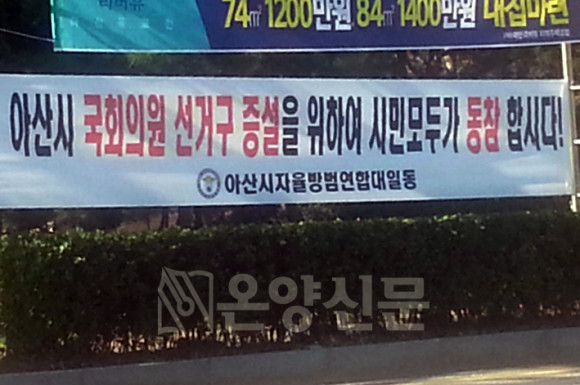 74㎡ 1200만원 84㎡ 1400만원 내집마련
아산시 국회의원 선거구 증설을 위하여 시민모두가 동참 합시다!
아산시자율방범연합대일동
온양신문